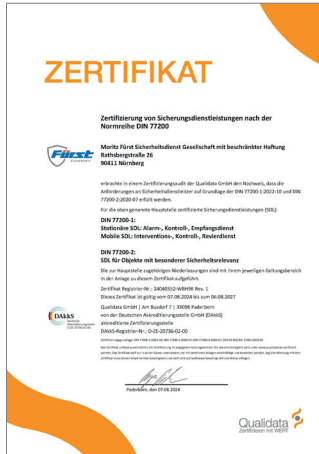 ZERTIFIKAT
Zertifizierung von Sicherungsdienstleistungen nach der
Normreihe DIN 77200
Fürst
Moritz Fürst Sicherheitsdienst Gesellschaft mit beschränkter Haftung
Rathsbergstraße 26
90411 Nürnberg
erbrachte in einem Zertifizierungsaudit der Qualidata GmbH den Nachweis, dass die
Anforderungen an Sicherheitsdienstleister auf Grundlage der DIN 77200-1:2022-10 und DIN
77200-2:2020-07 erfüllt werden.
Für die oben genannte Hauptstelle zertifizierte Sicherungsdienstleistungen (SDL):
DIN 77200-1:
Stationäre SDL: Alarm-, Kontroll-, Empfangsdienst
Mobile SDL: Interventions-, Kontroll-, Revierdienst
DIN 77200-2:
SDL für Objekte mit besonderer Sicherheitsrelevanz
Die zur Hauptstelle zugehörigen Niederlassungen sind mit ihrem jeweiligen Geltungsbereich
in der Anlage zu diesem Zertifikat aufgeführt.
Zertifikat Register-Nr.: 24040352-WBH9K Rev. 1
Dieses Zertifikat ist gültig vom 07.08.2024 bis zum 06.08.2027
Qualidata GmbH | Am Busdorf 7 | 33098 Paderborn
von der Deutschen Akkreditierungsstelle GmbH (DAkkS)
akkreditierte Zertifizierungsstelle
DAkkS-Register-Nr.: D-ZE-20736-02-00
DAkkS
Paderborn, den 07.08.2024
Qualidata
Zertifizieren mit WERT